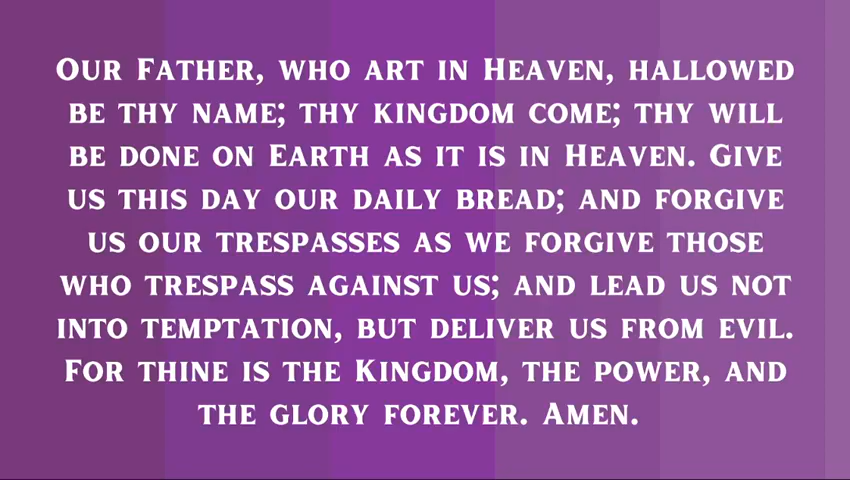 Our Father, who art in Heaven, hallowed
be thy name; thy kingdom come; thy will
be done on Earth as it is in Heaven. Give
us this day our daily bread; and forgive
us our trespasses as we forgive those
who trespass against us; and lead us not
into temptation, but deliver us from evil.
For thine is the Kingdom, the power, and
the glory forever. Amen.